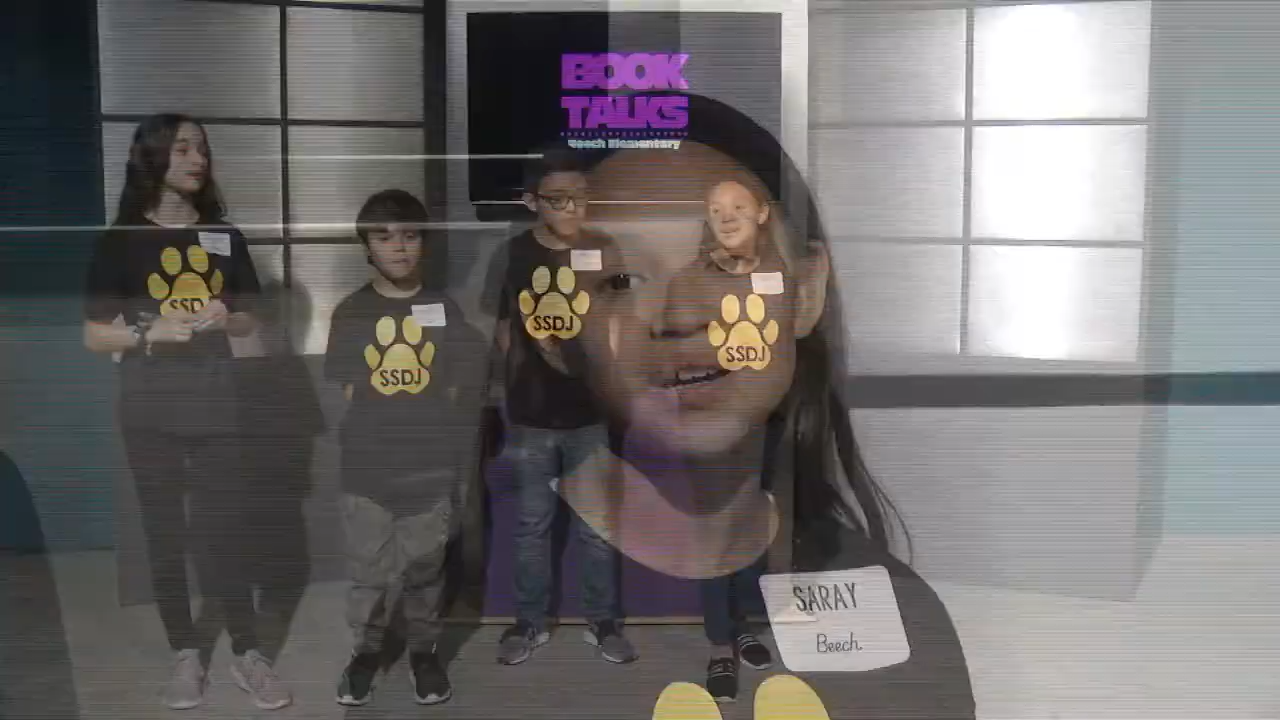 BOOK
TALKS
Beech Elementary
SSDJ
SSDJ
SSDJ
SSDJ
SARAY
Beech